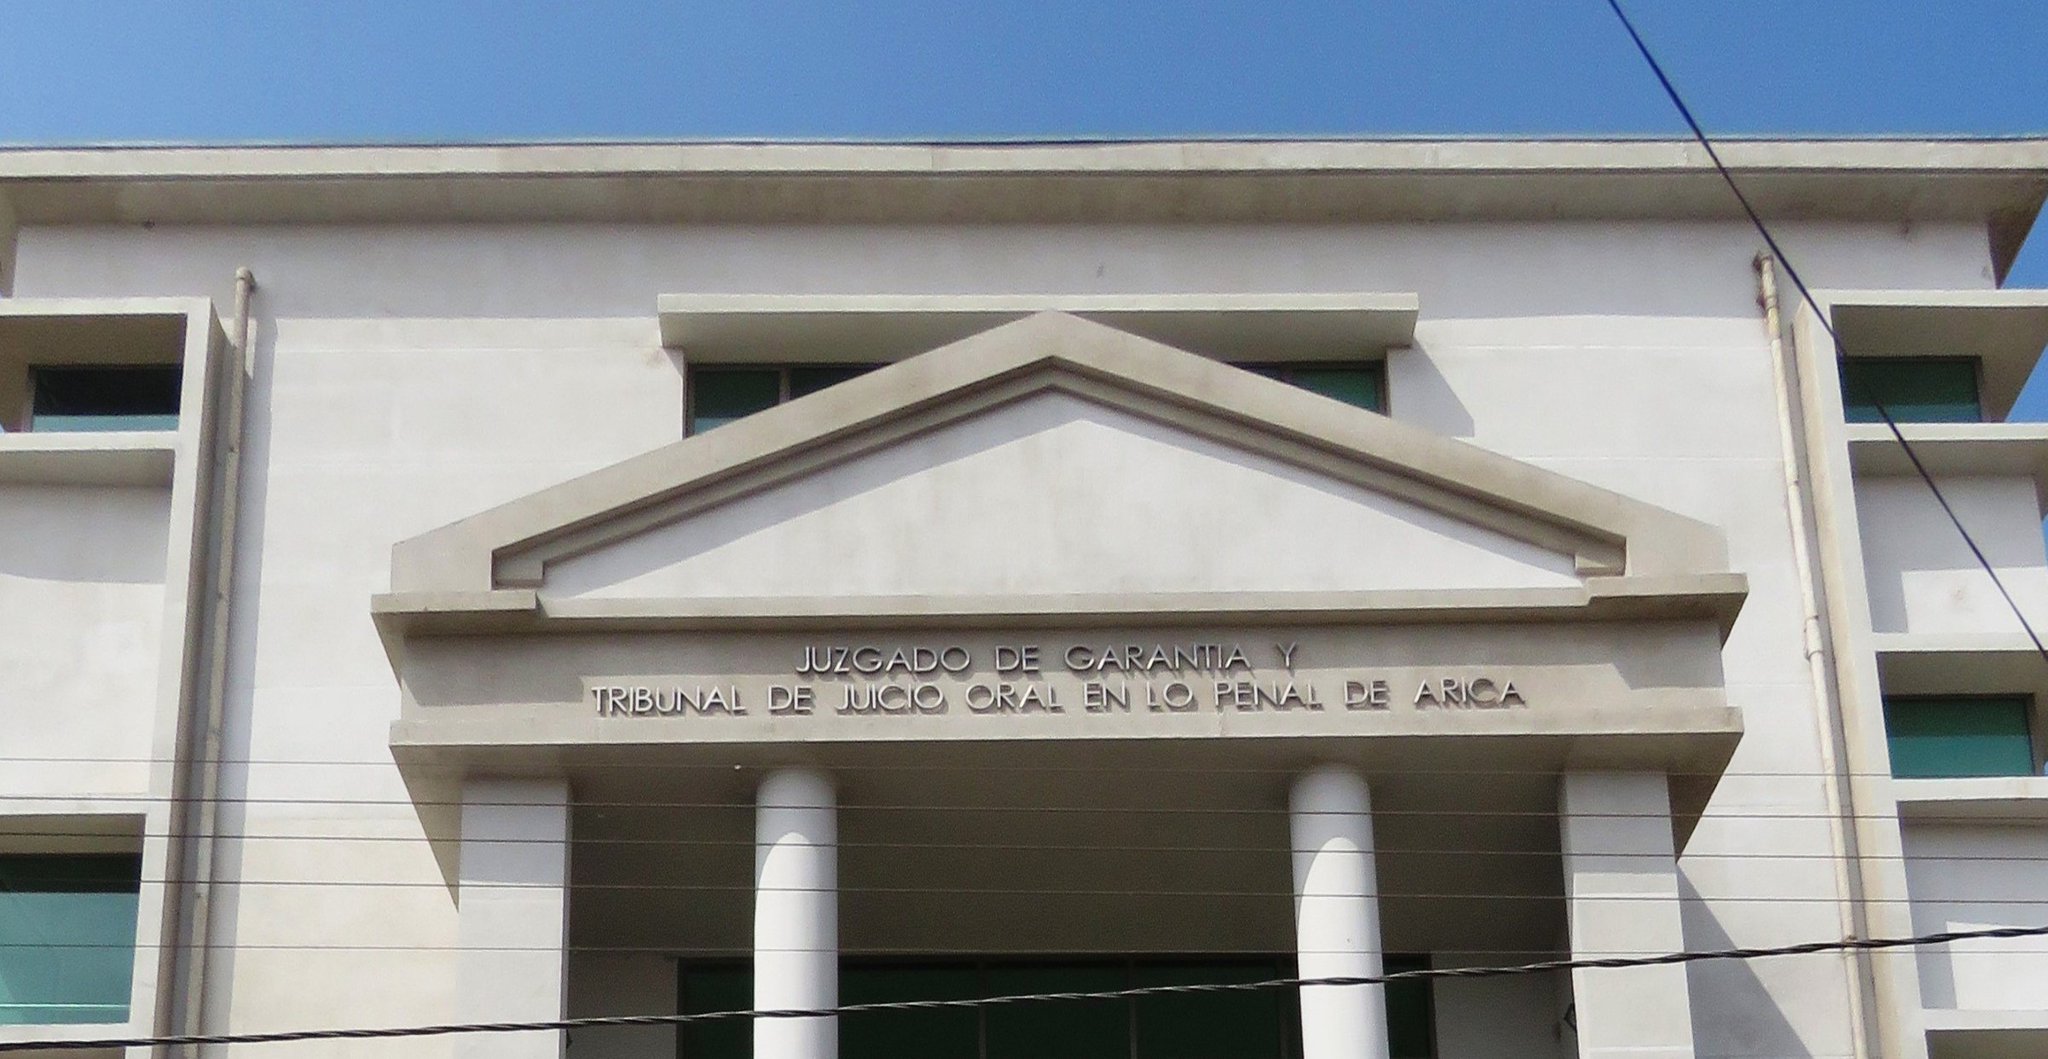 JUZGADO DE GARANTIA Y
TRIBUNAL DE JUICIO ORAL EN LO PENAL DE ARICA